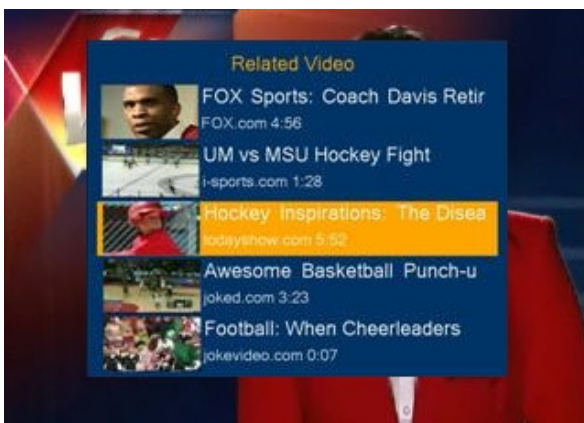 Related Video
FOX Sports: Coach Davis Retir
FOX.com 4:56
UM vs MSU Hockey Fight
i-sports.com 1:28
Hockey Inspirations: The Disea
todayshow.com 5:52
Awesome Basketball Punch-u
joked.com 3:23
Football: When Cheerleaders
jokevideo.com 0:07